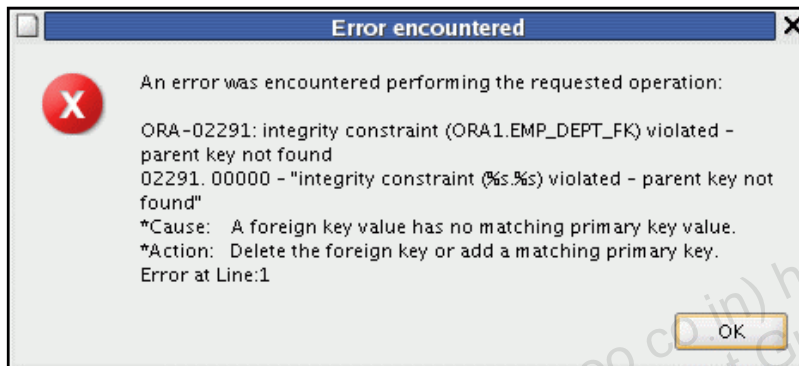 Error encountered
An error was encountered performing the requested operation:
ORA-02291: integrity constraint (ORA1.EMP_DEPT_FK) violated -
parent key not found
02291. 00000 - "integrity constraint (%s.%s) violated - parent key not
found"
*Cause: A foreign key value has no matching primary key value.
*Action: Delete the foreign key or add a matching primary key.
Error at Line:1
OK
co.in) h